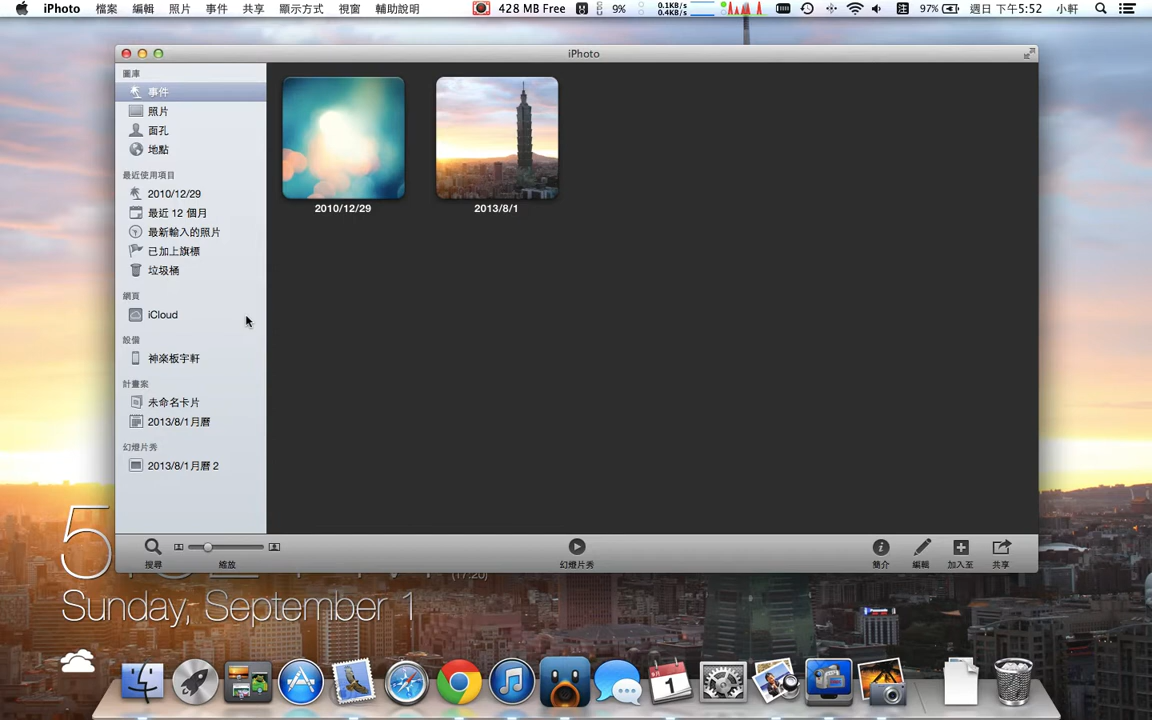 iPhoto 檔案 編輯 照片 事件 共享 顯示方式 視窗 輔助說明 428 MB Free 9% 0.1KB/s 0.4KB/s 97% 週日 下午5:52 小軒
iPhoto
圖庫
事件
照片
面孔
地點
最近使用項目
2010/12/29
最近 12 個月
最新輸入的照片
已加上旗標
垃圾桶
網頁
iCloud
設備
神楽板宇軒
計畫案
未命名卡片
2013/8/1月曆
幻燈片秀
2013/8/1月曆 2
2010/12/29
2013/8/1
搜尋 縮放 幻燈片秀 簡介 編輯 加入至 共享
5
(17:20)
Sunday, September 1
1